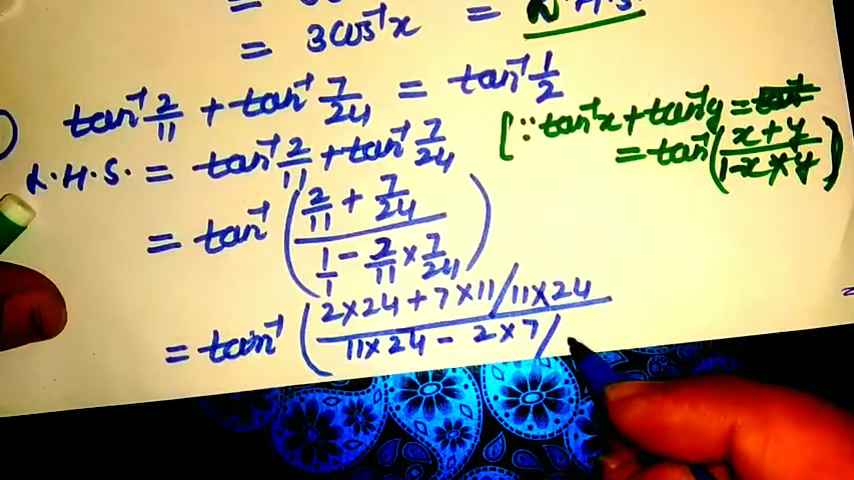 = 3cos⁻¹x = R.H.S.
tan⁻¹ 2/11 + tan⁻¹ 7/24 = tan⁻¹ 1/2
[∵ tan⁻¹x + tan⁻¹y =
= tan⁻¹((x+y)/(1-x×y))
L.H.S. = tan⁻¹ 2/11 + tan⁻¹ 7/24
= tan⁻¹((2/11 + 7/24)/(1/1 - 2/11 × 7/24))
= tan⁻¹((2×24 + 7×11/11×24)/(11×24 - 2×7/